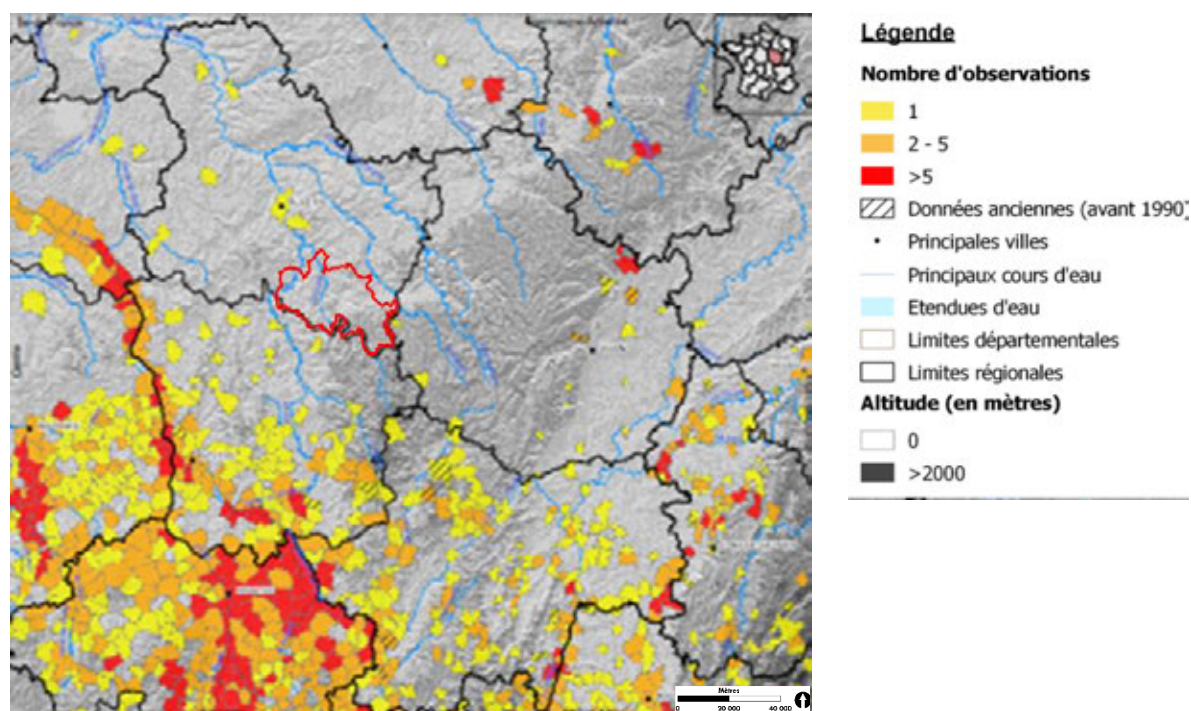 Légende
Nombre d'observations
1
2 - 5
>5
Données anciennes (avant 1990)
Principales villes
Principaux cours d'eau
Etendues d'eau
Limites départementales
Limites régionales
Altitude (en mètres)
0
>2000
Mètres
0 20 000 40 000